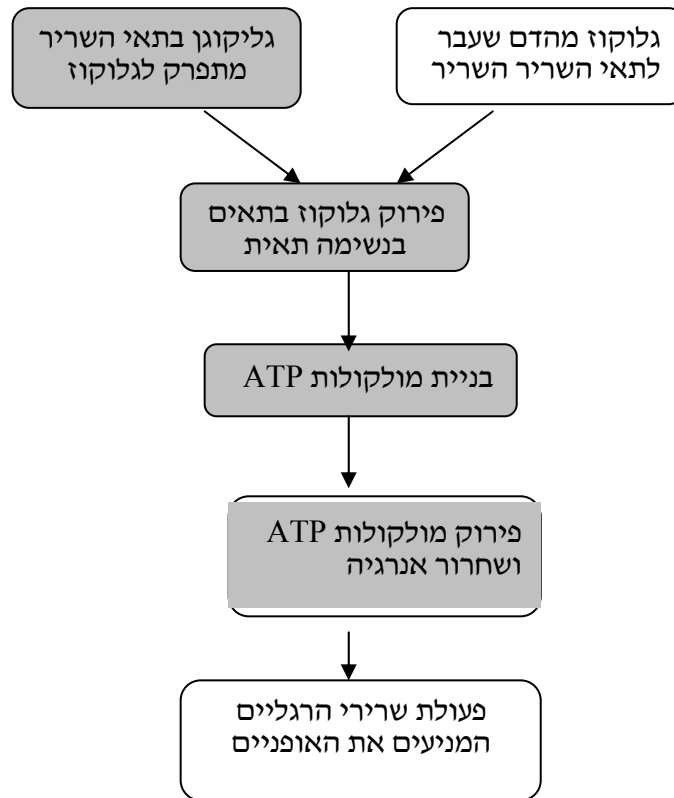 גלוקוז מהדם שעבר
לתאי השריר השריר
גליקוגן בתאי השריר
מתפרק לגלוקוז
פירוק גלוקוז בתאים
בנשימה תאית
בניית מולקולות ATP
פירוק מולקולות ATP
ושחרור אנרגיה
פעולת שרירי הרגליים
המניעים את האופניים